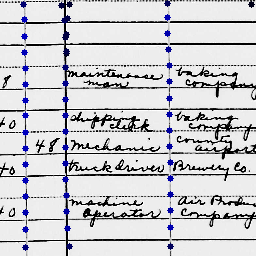 maintenance baking
8 man company
shipping baking
40 clerk company
county
48 mechanic airport
40 truck driver Brewery Co.
machine Air
40 operator company